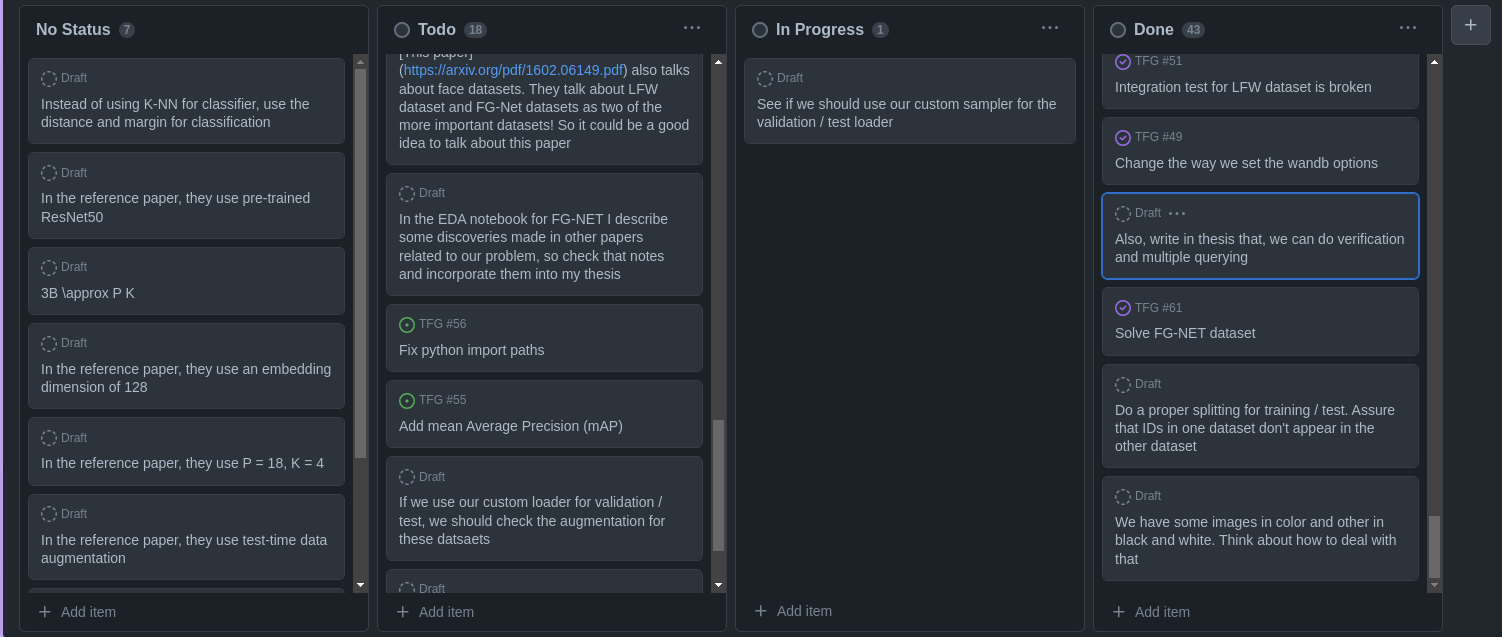 No Status 7
Draft
Instead of using K-NN for classifier, use the
distance and margin for classification
Draft
In the reference paper, they use pre-trained
ResNet50
Draft
3B \approx P K
Draft
In the reference paper, they use an embedding
dimension of 128
Draft
In the reference paper, they use P = 18, K = 4
Draft
In the reference paper, they use test-time data
augmentation
Add item
Todo 18
[This paper]
(https://arxiv.org/pdf/1602.06149.pdf) also talks
about face datasets. They talk about LFW
dataset and FG-Net datasets as two of the
more important datasets! So it could be a good
idea to talk about this paper
Draft
In the EDA notebook for FG-NET I describe
some discoveries made in other papers
related to our problem, so check that notes
and incorporate them into my thesis
TFG #56
Fix python import paths
TFG #55
Add mean Average Precision (mAP)
Draft
If we use our custom loader for validation /
test, we should check the augmentation for
these datsaets
Draft
Add item
In Progress 1
Draft
See if we should use our custom sampler for the
validation / test loader
Add item
Done 43
TFG #51
Integration test for LFW dataset is broken
TFG #49
Change the way we set the wandb options
Draft
Also, write in thesis that, we can do verification
and multiple querying
TFG #61
Solve FG-NET dataset
Draft
Do a proper splitting for training / test. Assure
that IDs in one dataset don't appear in the
other dataset
Draft
We have some images in color and other in
black and white. Think about how to deal with
that
Add item